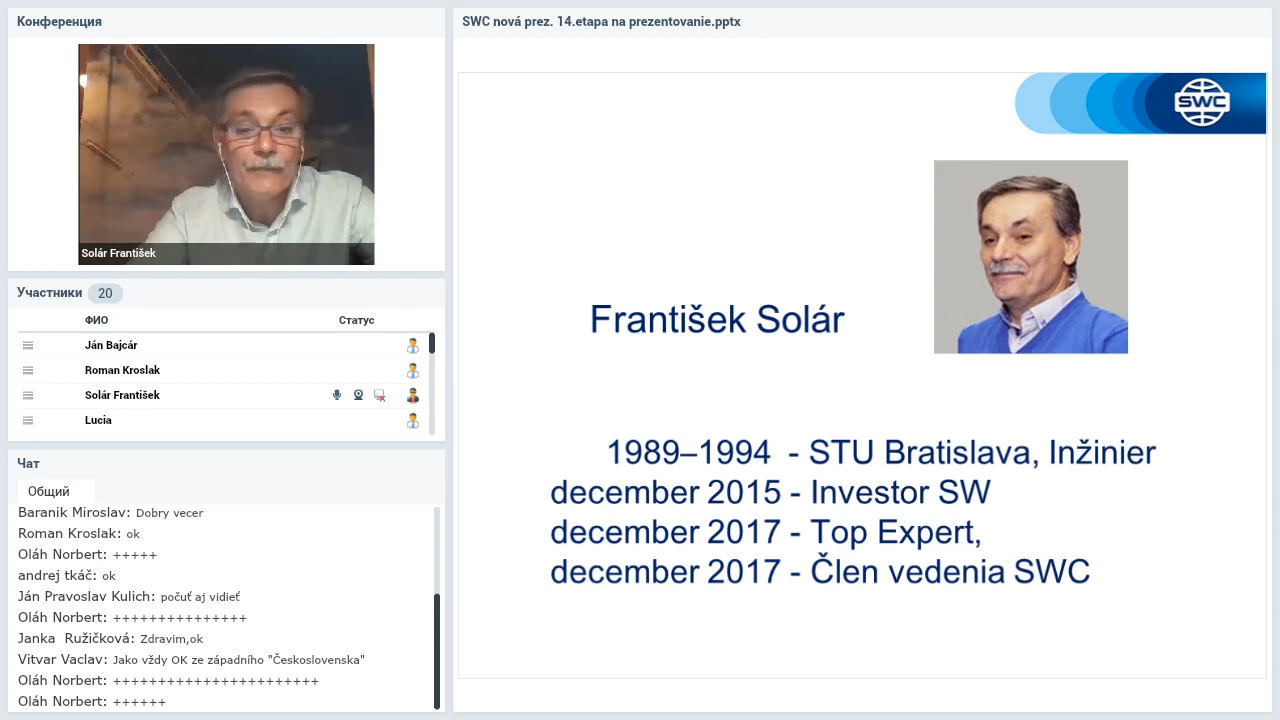 Конференция
Solár František
Участники 20
ФИО Статус
Ján Bajcár
Roman Kroslak
Solár František
Lucia
Чат
Общий
Baranik Miroslav: Dobry vecer
Roman Kroslak: ok
Oláh Norbert: +++++
andrej tkáč: ok
Ján Pravoslav Kulich: počuť aj vidieť
Oláh Norbert: +++++++++++++++
Janka  Ružičková: Zdravim,ok
Vitvar Vaclav: Jako vždy OK ze západního "Československa"
Oláh Norbert: +++++++++++++++++++++++
Oláh Norbert: ++++++
SWC nová prez. 14.etapa na prezentovanie.pptx
SWC
František Solár
1989–1994  - STU Bratislava, Inžinier
december 2015 - Investor SW
december 2017 - Top Expert,
december 2017 - Člen vedenia SWC